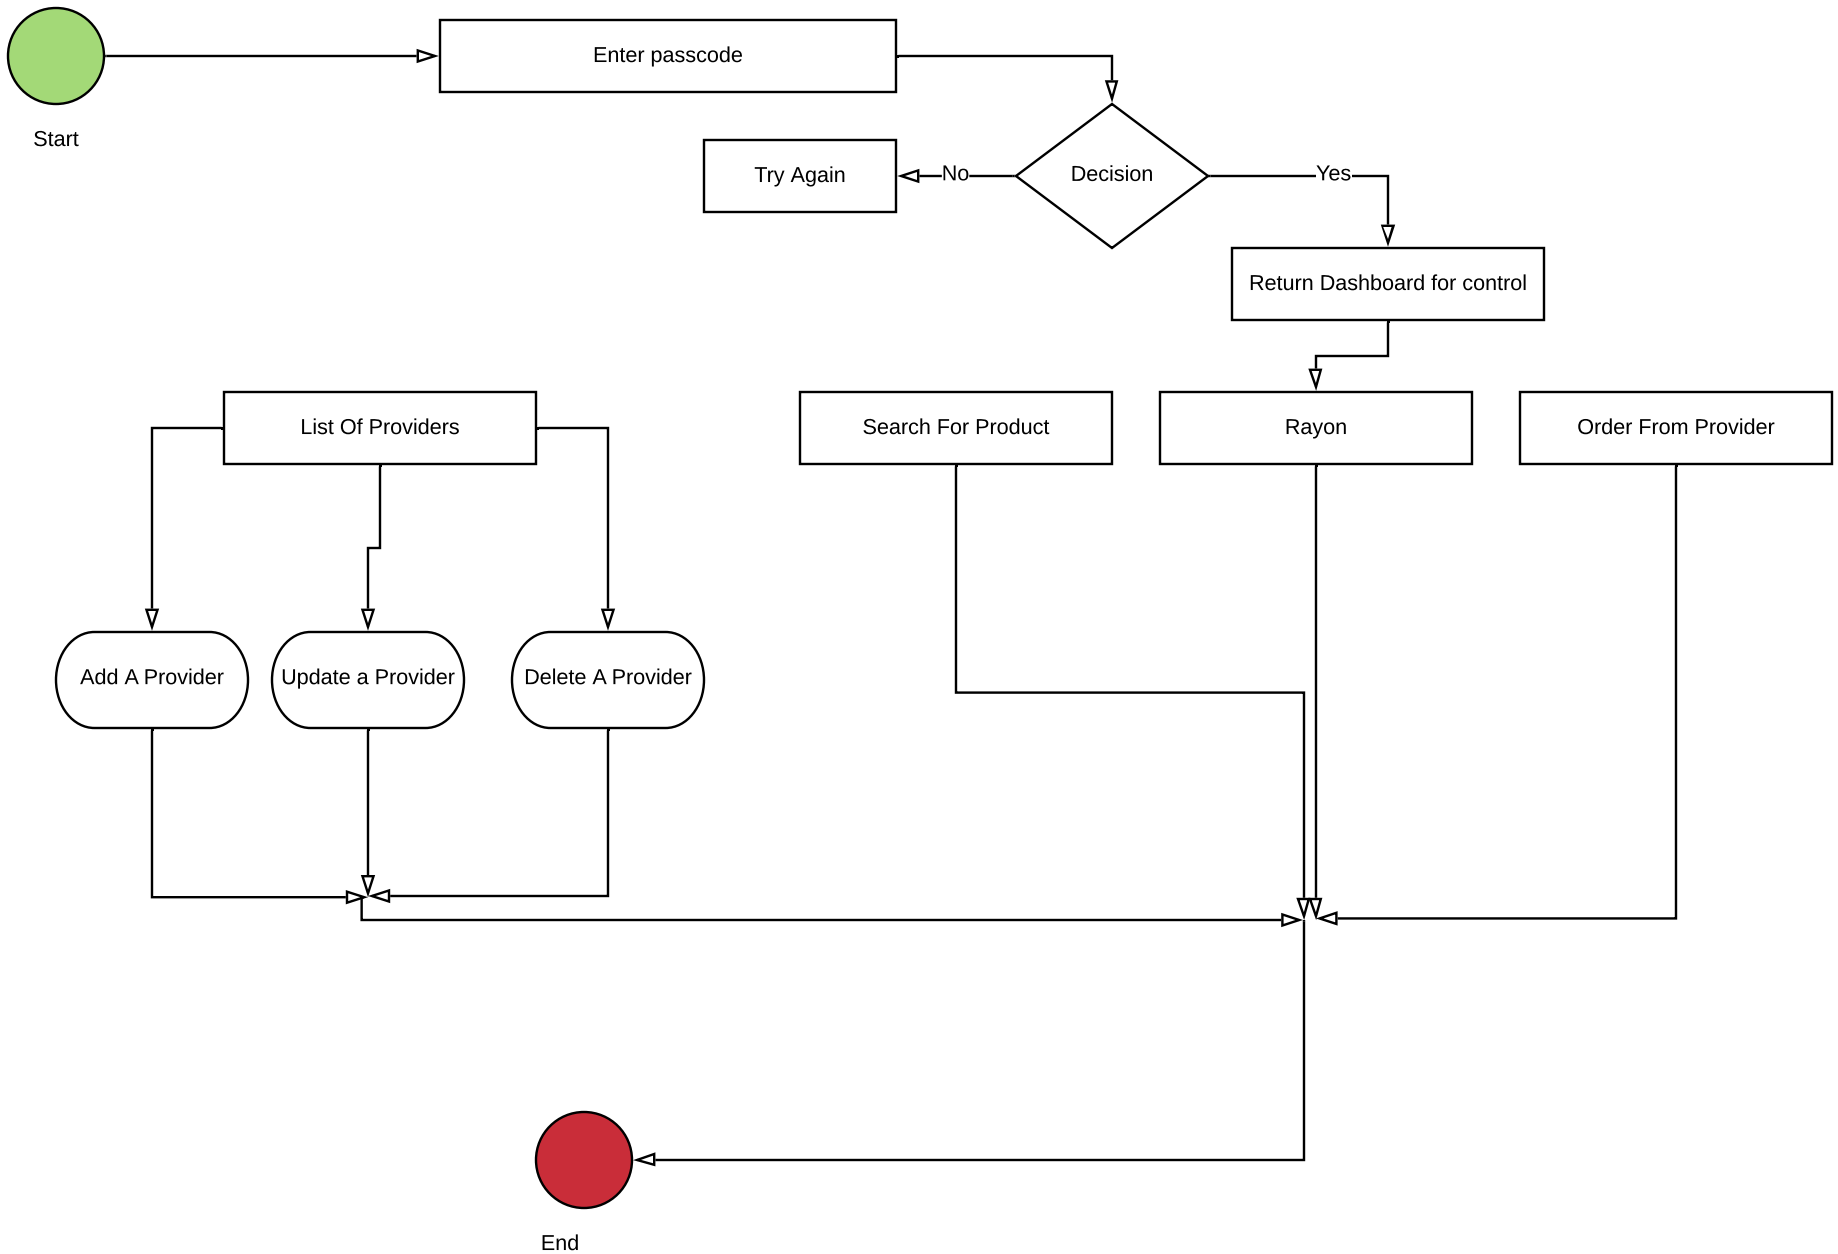 Enter passcode
Start
Try Again
No
Decision
Yes
Return Dashboard for control
List Of Providers
Search For Product
Rayon
Order From Provider
Add A Provider
Update a Provider
Delete A Provider
End